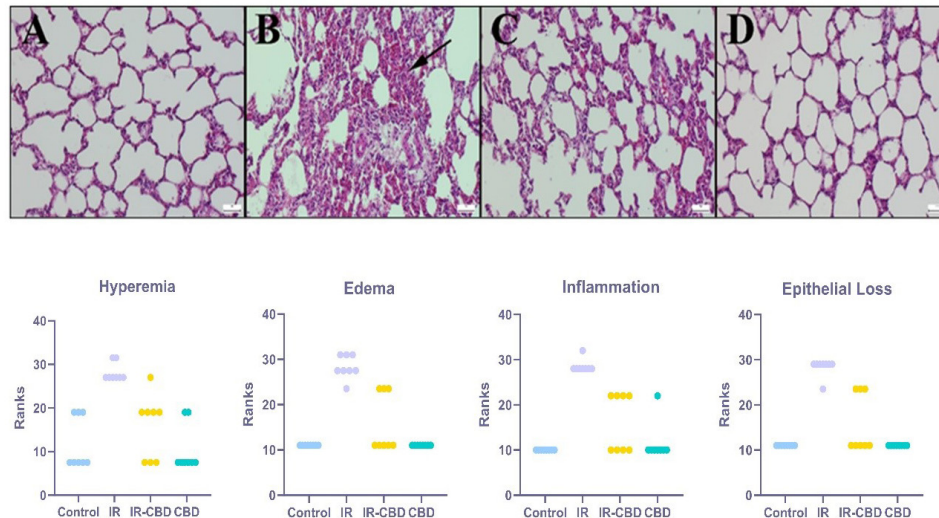 A B C D
Hyperemia
Ranks
40
30
20
10
0
Control IR IR-CBD CBD
Edema
Ranks
40
30
20
10
0
Control IR IR-CBD CBD
Inflammation
Ranks
40
30
20
10
0
Control IR IR-CBD CBD
Epithelial Loss
Ranks
40
30
20
10
0
Control IR IR-CBD CBD